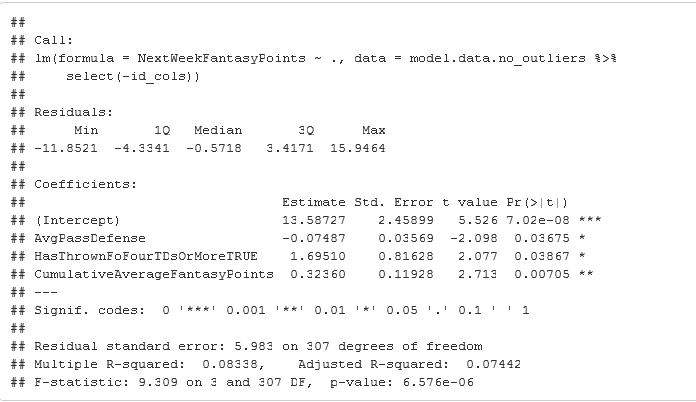 ##
## Call:
## lm(formula = NextWeekFantasyPoints ~ ., data = model.data.no_outliers %>%
##     select(-id_cols))
##
## Residuals:
##      Min       1Q   Median       3Q      Max
## -11.8521  -4.3341  -0.5718   3.4171  15.9464
##
## Coefficients:
##                               Estimate Std. Error t value Pr(>|t|)
## (Intercept)                   13.58727    2.45899   5.526 7.02e-08 ***
## AvgPassDefense                -0.07487    0.03569  -2.098  0.03675 *
## HasThrownFoFourTDsOrMoreTRUE   1.69510    0.81628   2.077  0.03867 *
## CumulativeAverageFantasyPoints 0.32360    0.11928   2.713  0.00705 **
## ---
## Signif. codes:  0 '***' 0.001 '**' 0.01 '*' 0.05 '.' 0.1 ' ' 1
##
## Residual standard error: 5.983 on 307 degrees of freedom
## Multiple R-squared:  0.08338,    Adjusted R-squared:  0.07442
## F-statistic: 9.309 on 3 and 307 DF,  p-value: 6.576e-06